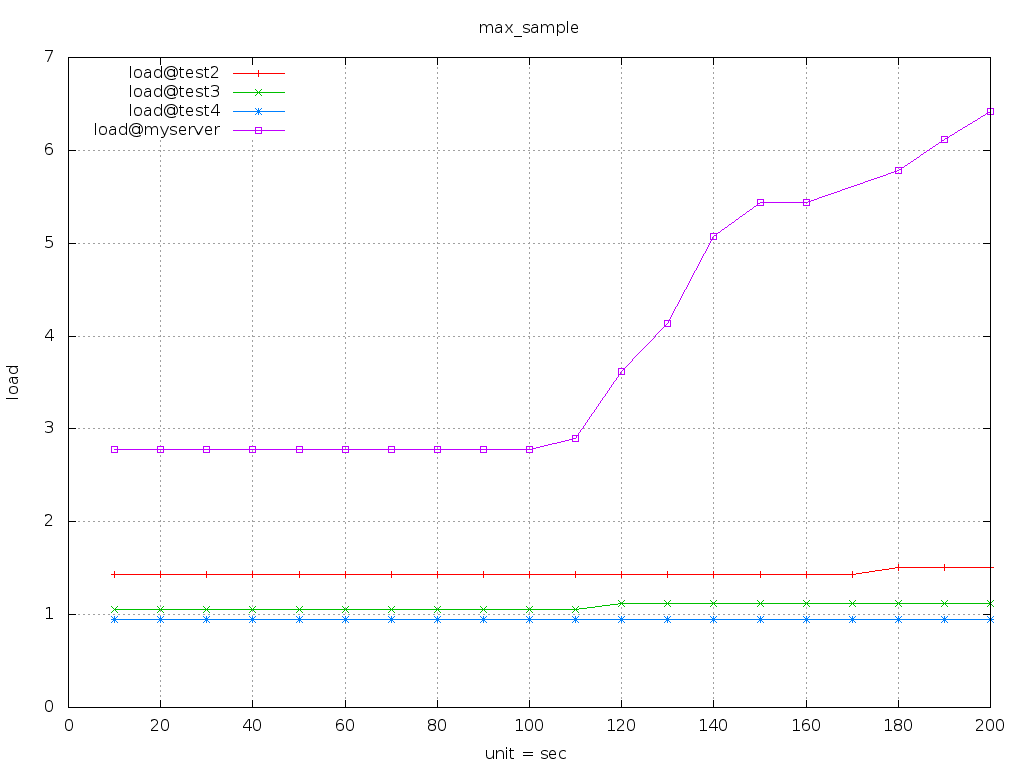 max_sample
7
load@test2
load@test3
load@test4
load@myserver
6
5
4
load
3
2
1
0
0 20 40 60 80 100 120 140 160 180 200
unit = sec